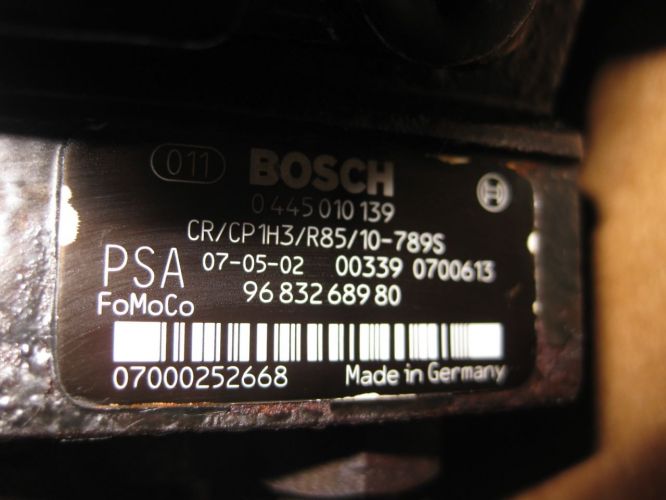 011 BOSCH
0 445 010 139
CR/CP1H3/R85/10-789S
PSA 07-05-02 00339 0700613
FoMoCo 96 832 689 80
07000252668 Made in Germany